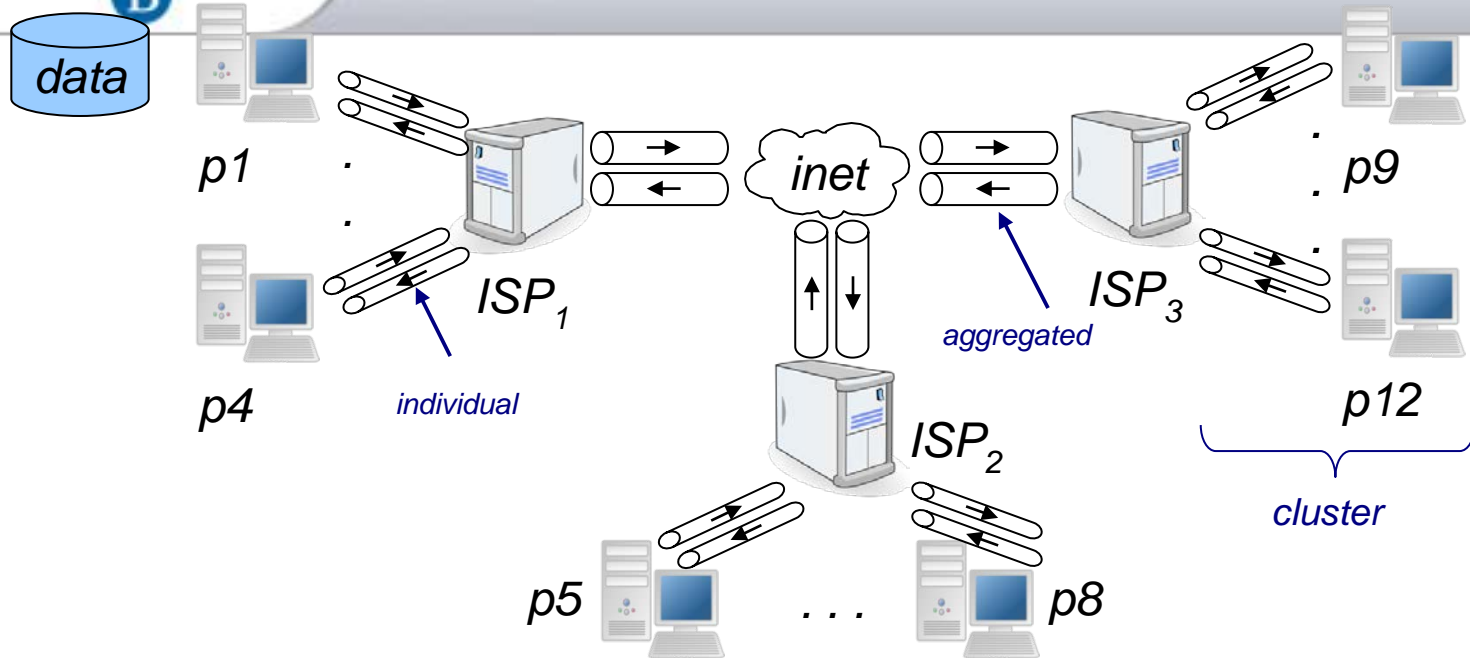 data
p1
.
.
p4
ISP1
individual
inet
aggregated
ISP3
.
.
.
p9
p12
cluster
ISP2
p5
. . .
p8